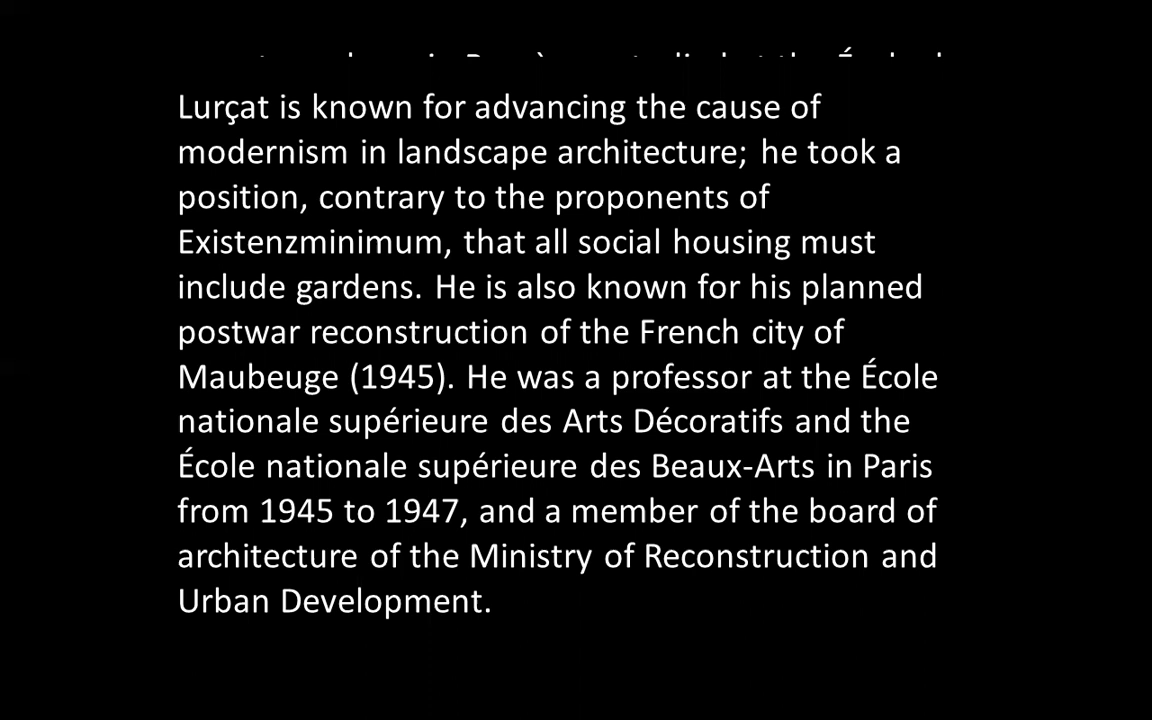 Lurçat is known for advancing the cause of
modernism in landscape architecture; he took a
position, contrary to the proponents of
Existenzminimum, that all social housing must
include gardens. He is also known for his planned
postwar reconstruction of the French city of
Maubeuge (1945). He was a professor at the École
nationale supérieure des Arts Décoratifs and the
École nationale supérieure des Beaux-Arts in Paris
from 1945 to 1947, and a member of the board of
architecture of the Ministry of Reconstruction and
Urban Development.